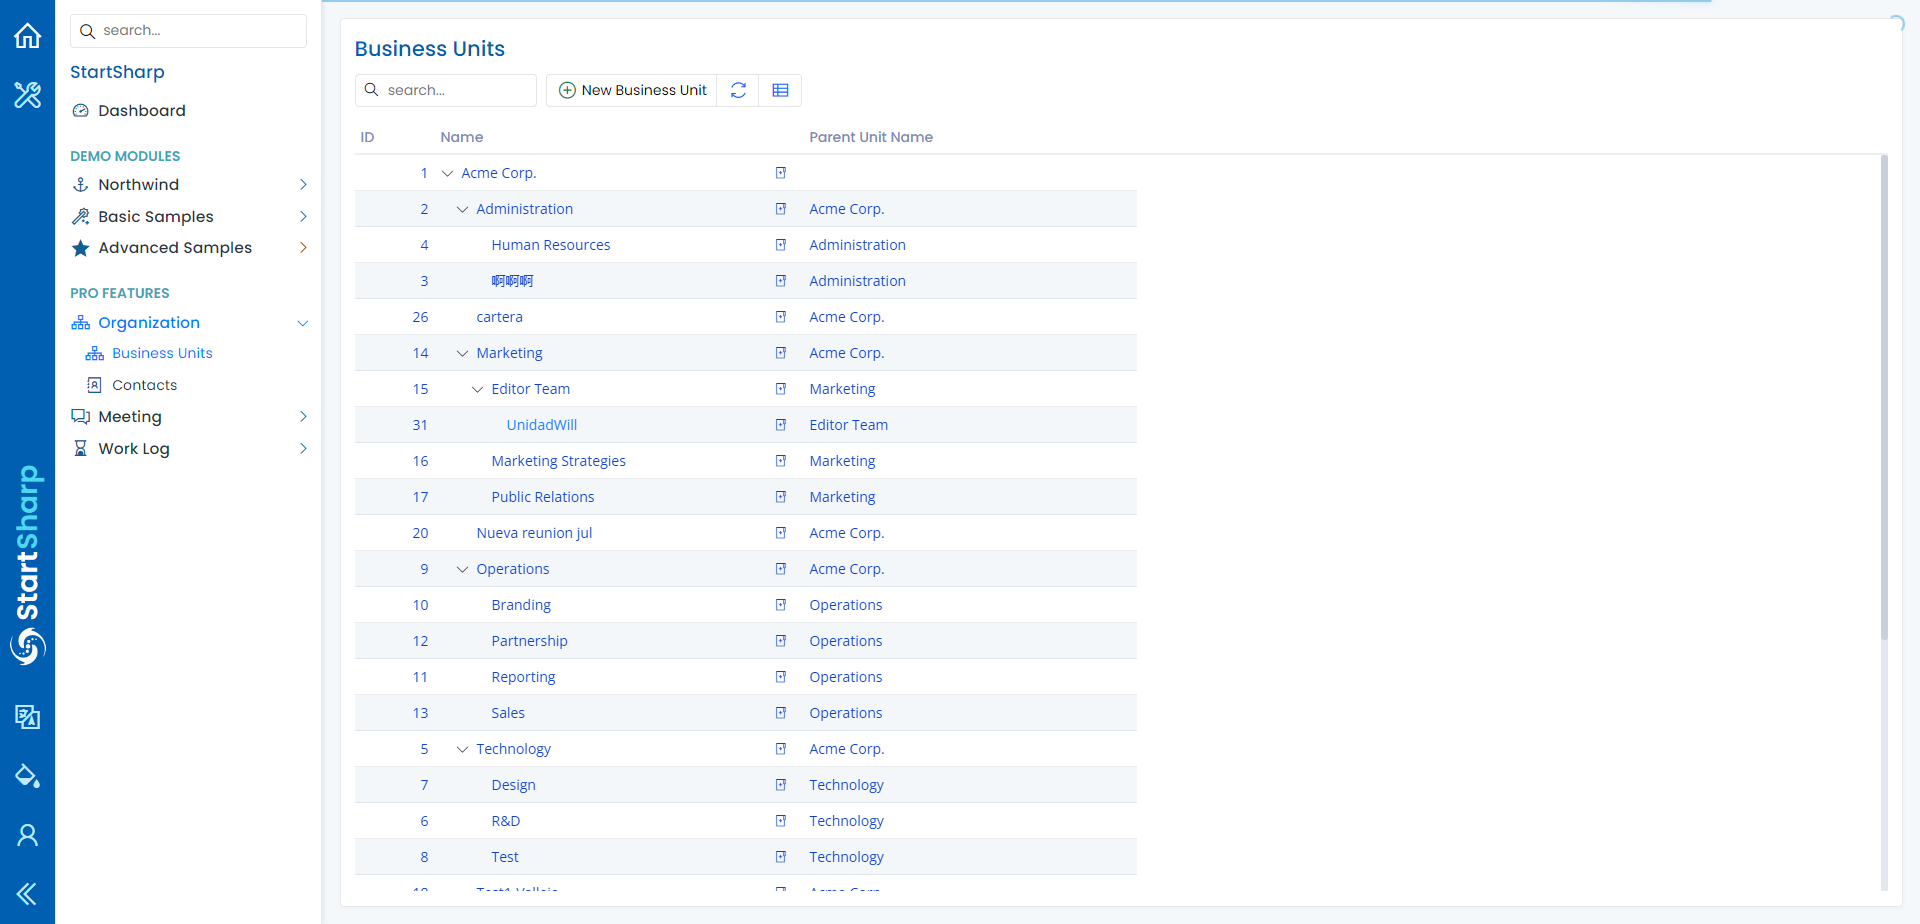 search...
StartSharp
Dashboard
DEMO MODULES
Northwind
Basic Samples
Advanced Samples
PRO FEATURES
Organization
Business Units
Contacts
Meeting
Work Log
StartSharp
Business Units
search...
New Business Unit
ID Name Parent Unit Name
1 Acme Corp.
2 Administration Acme Corp.
4 Human Resources Administration
3 啊啊啊 Administration
26 cartera Acme Corp.
14 Marketing Acme Corp.
15 Editor Team Marketing
31 UnidadWill Editor Team
16 Marketing Strategies Marketing
17 Public Relations Marketing
20 Nueva reunion jul Acme Corp.
9 Operations Acme Corp.
10 Branding Operations
12 Partnership Operations
11 Reporting Operations
13 Sales Operations
5 Technology Acme Corp.
7 Design Technology
6 R&D Technology
8 Test Technology
Acme Corp.